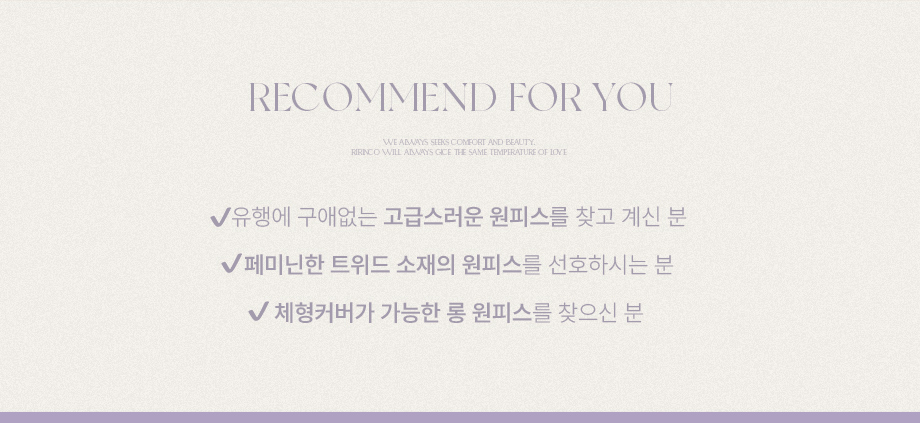 RECOMMEND FOR YOU
WE ALWAYS SEEKS COMFORT AND BEAUTY,
RIRINCO WILL ALWAYS GICE THE SAME TEMPERATURE OF LOVE
✔유행에 구애없는 고급스러운 원피스를 찾고 계신 분
✔페미닌한 트위드 소재의 원피스를 선호하시는 분
✔ 체형커버가 가능한 롱 원피스를 찾으신 분